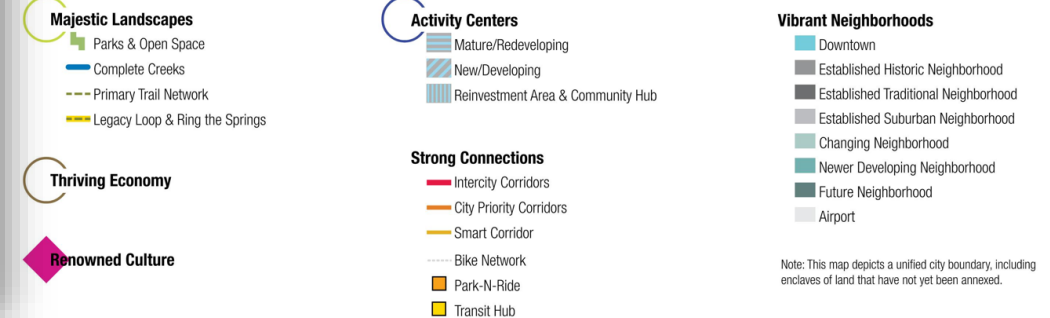 Majestic Landscapes
Parks & Open Space
Complete Creeks
Primary Trail Network
Legacy Loop & Ring the Springs
Thriving Economy
Renowned Culture
Activity Centers
Mature/Redeveloping
New/Developing
Reinvestment Area & Community Hub
Strong Connections
Intercity Corridors
City Priority Corridors
Smart Corridor
Bike Network
Park-N-Ride
Transit Hub
Vibrant Neighborhoods
Downtown
Established Historic Neighborhood
Established Traditional Neighborhood
Established Suburban Neighborhood
Changing Neighborhood
Newer Developing Neighborhood
Future Neighborhood
Airport
Note: This map depicts a unified city boundary, including
enclaves of land that have not yet been annexed.